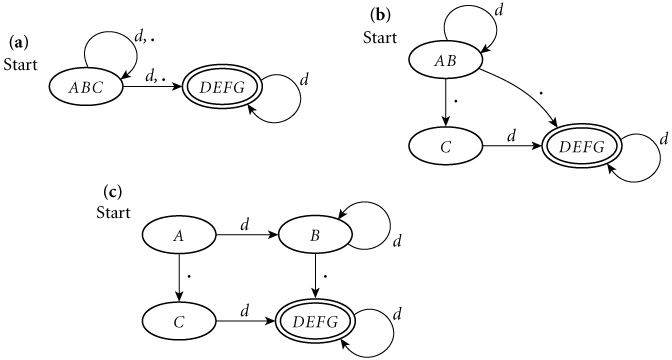 (a)
Start
d, .
ABC
d, .
DEFG
d
(b)
Start
d
AB
.
.
C
d
DEFG
d
(c)
Start
A
d
B
d
.
.
C
d
DEFG
d